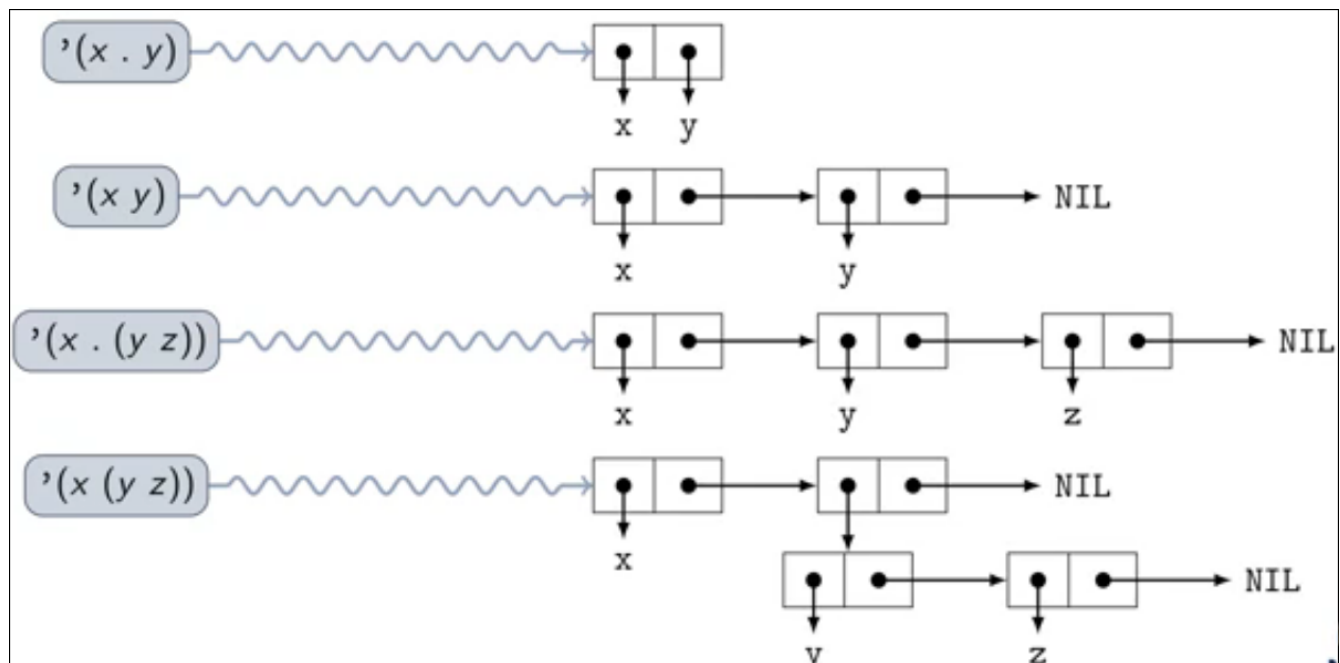 ’(x . y)
x y
’(x y)
NIL
x y
’(x . (y z))
NIL
x y z
’(x (y z))
NIL
x
NIL
y z